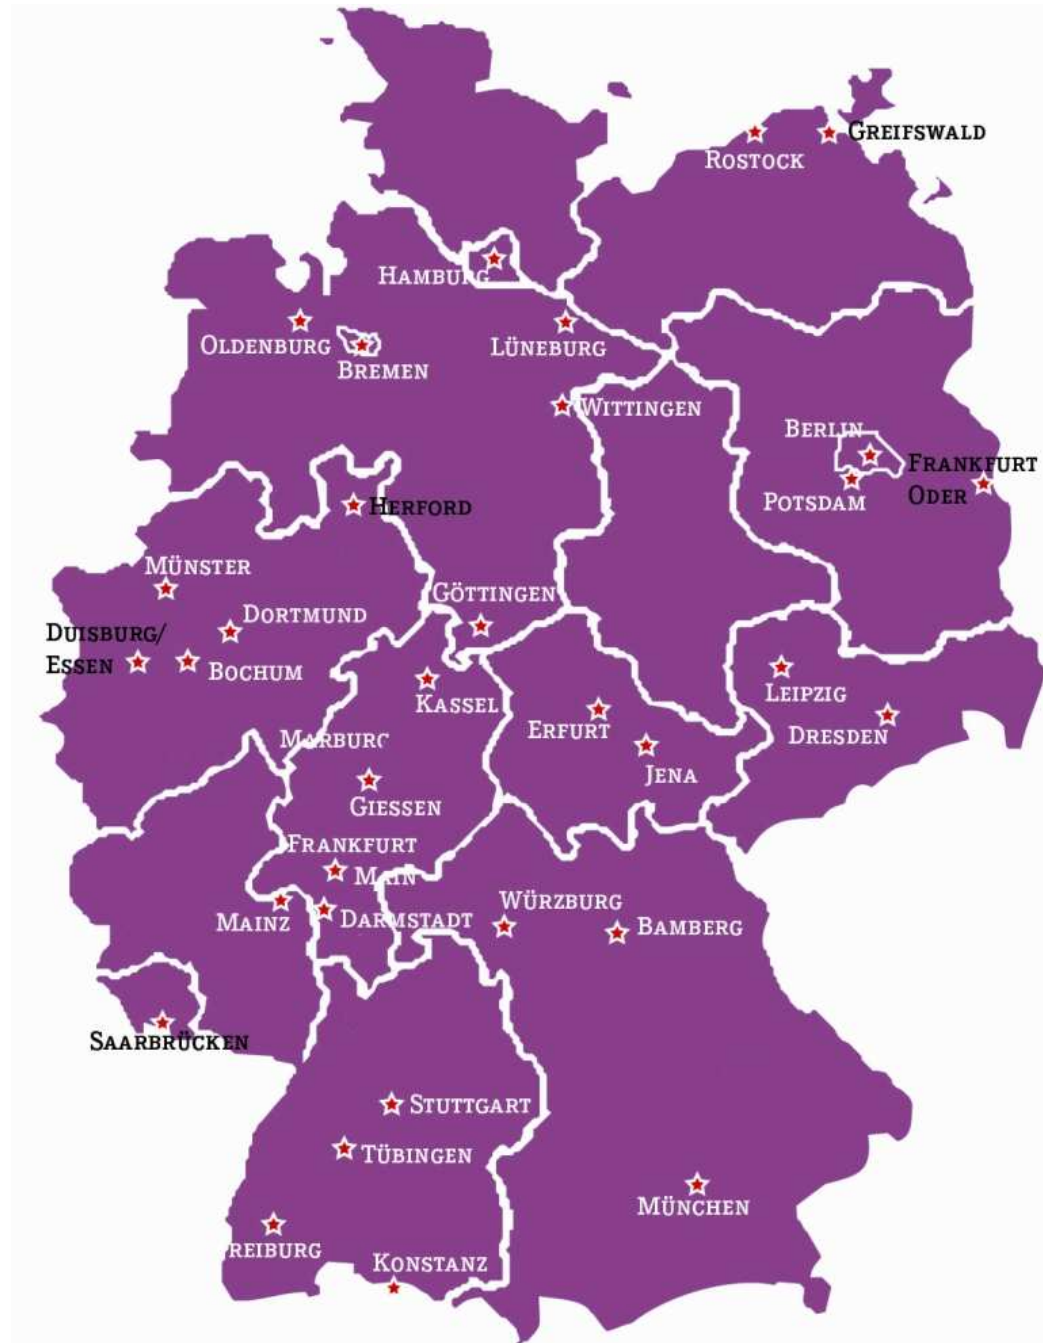 Greifswald
Rostock
Hamburg
Oldenburg
Lüneburg
Bremen
Wittingen
Berlin
Frankfurt
Oder
Potsdam
Herford
Münster
Göttingen
Dortmund
Duisburg/
Essen
Bochum
Leipzig
Kassel
Erfurt
Dresden
Marburg
Jena
Giessen
Frankfurt
Main
Würzburg
Mainz
Darmstadt
Bamberg
Saarbrücken
Stuttgart
Tübingen
München
reiburg
Konstanz